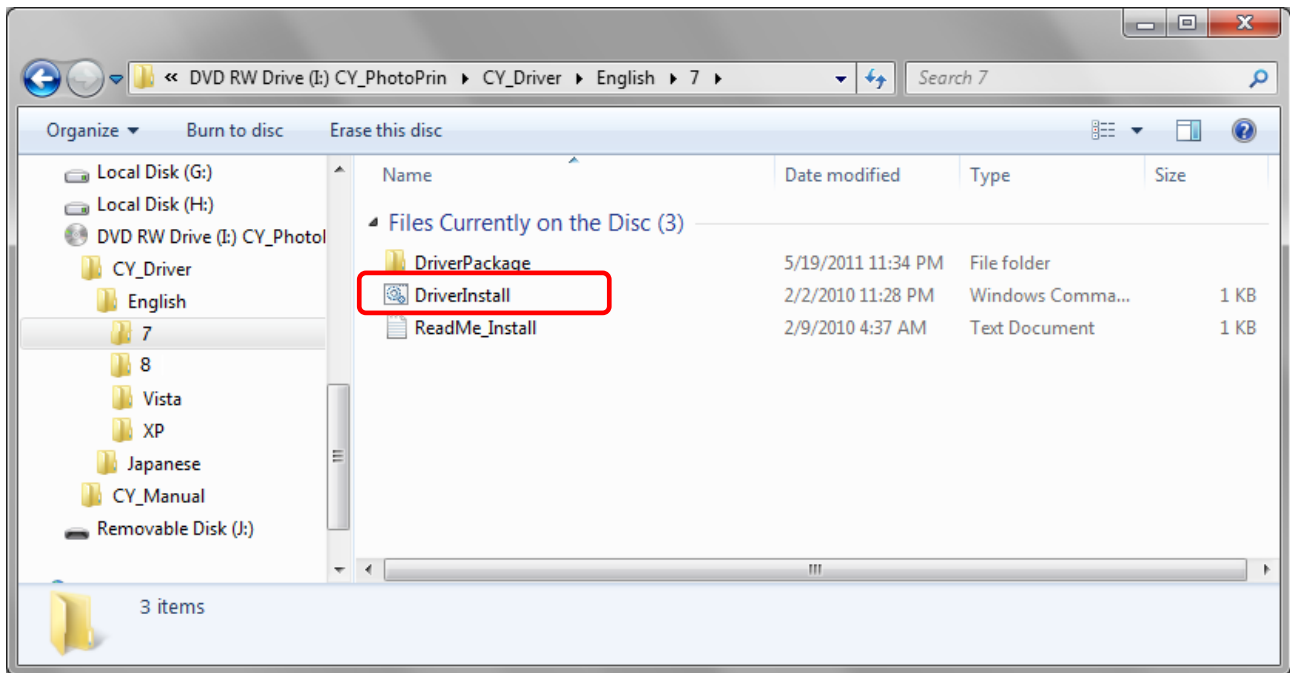 « DVD RW Drive (I:) CY_PhotoPrin ▸ CY_Driver ▸ English ▸ 7 ▸ Search 7
Organize Burn to disc Erase this disc
Local Disk (G:)
Local Disk (H:)
DVD RW Drive (I:) CY_Photo
CY_Driver
English
7
8
Vista
XP
Japanese
CY_Manual
Removable Disk (J:)
Name Date modified Type Size
Files Currently on the Disc (3)
DriverPackage 5/19/2011 11:34 PM File folder
DriverInstall 2/2/2010 11:28 PM Windows Comma... 1 KB
ReadMe_Install 2/9/2010 4:37 AM Text Document 1 KB
3 items